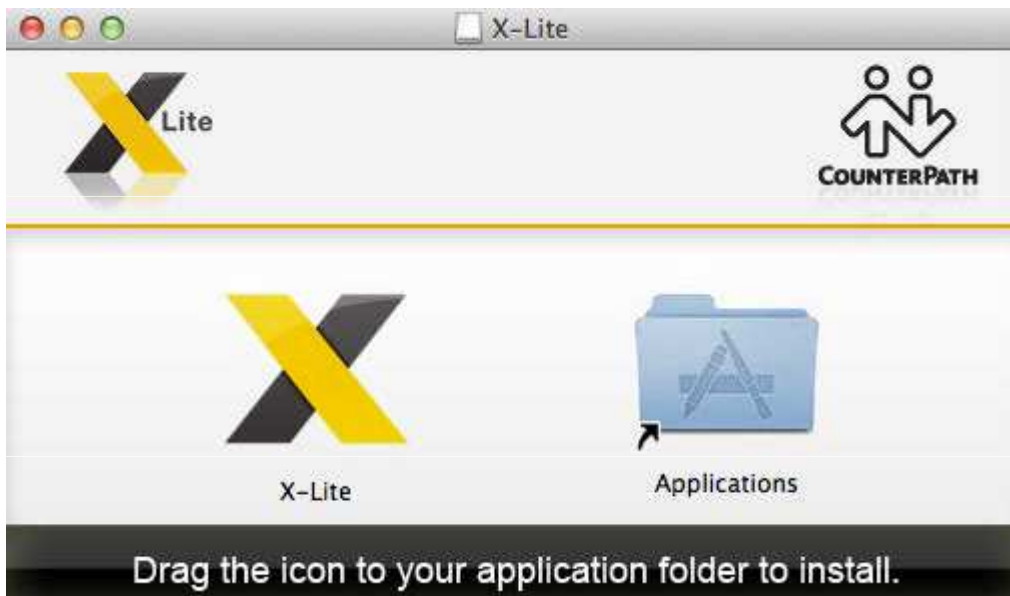 X-Lite
Lite
COUNTERPATH
X-Lite
Applications
Drag the icon to your application folder to install.